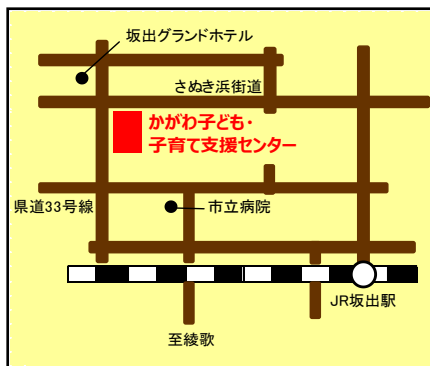 坂出グランドホテル
さぬき浜街道
かがわ子ども・
子育て支援センター
県道33号線
市立病院
JR坂出駅
至綾歌